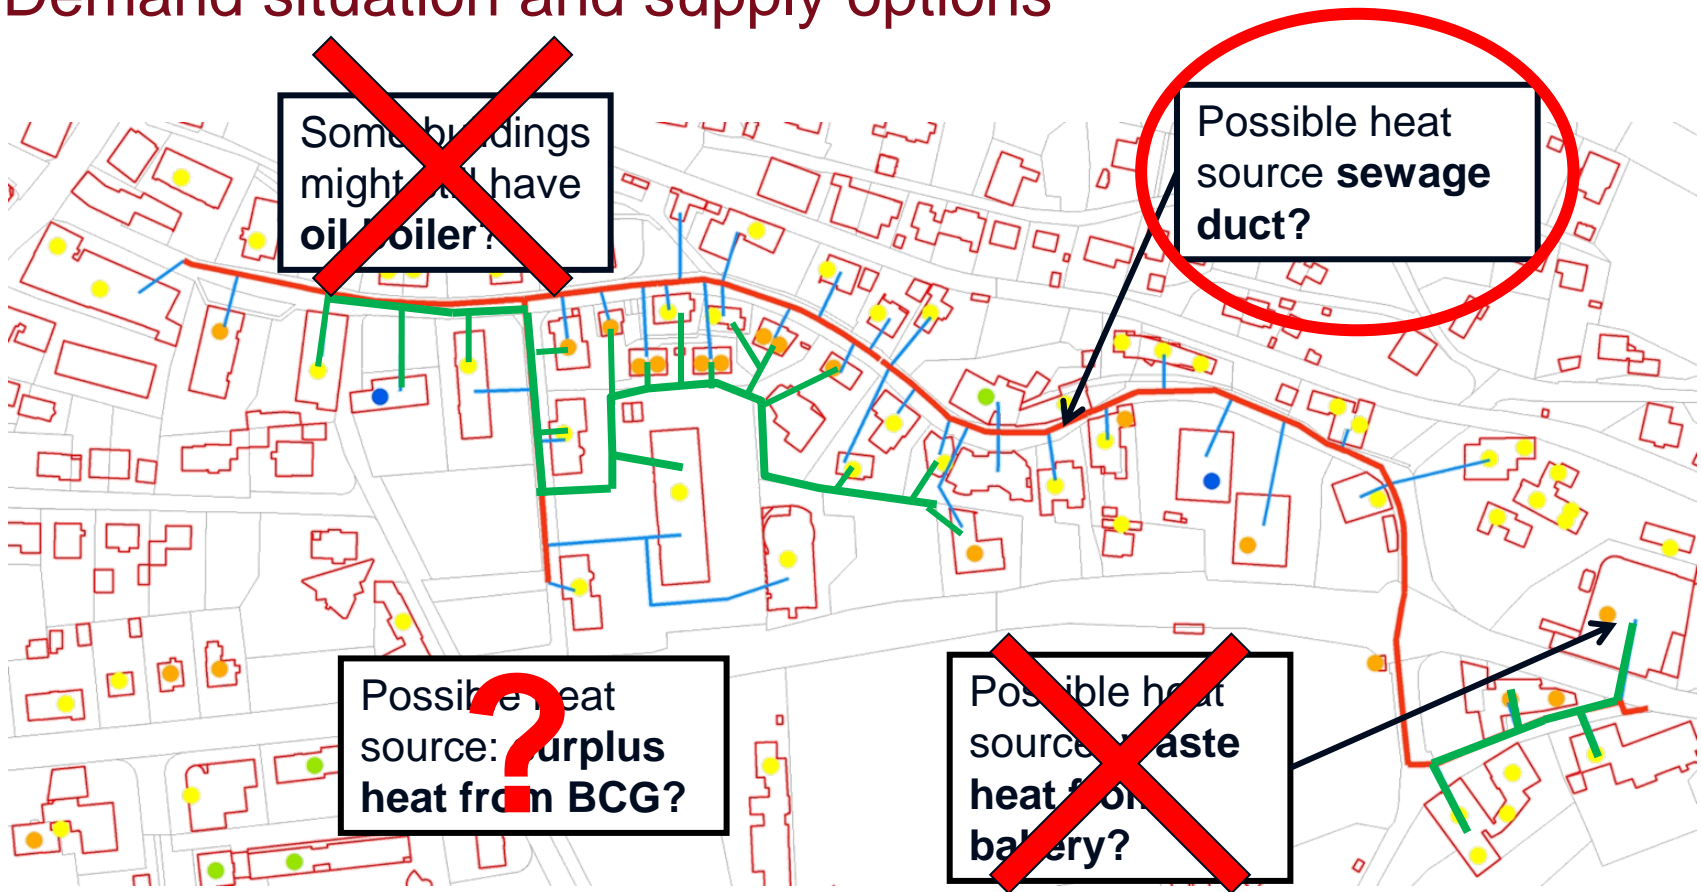 Demand situation and supply options
Some buildings
might still have
oil boiler?
Possible heat
source sewage
duct?
Possible heat
source: surplus
heat from BCG?
?
Possible heat
source: waste
heat from
bakery?